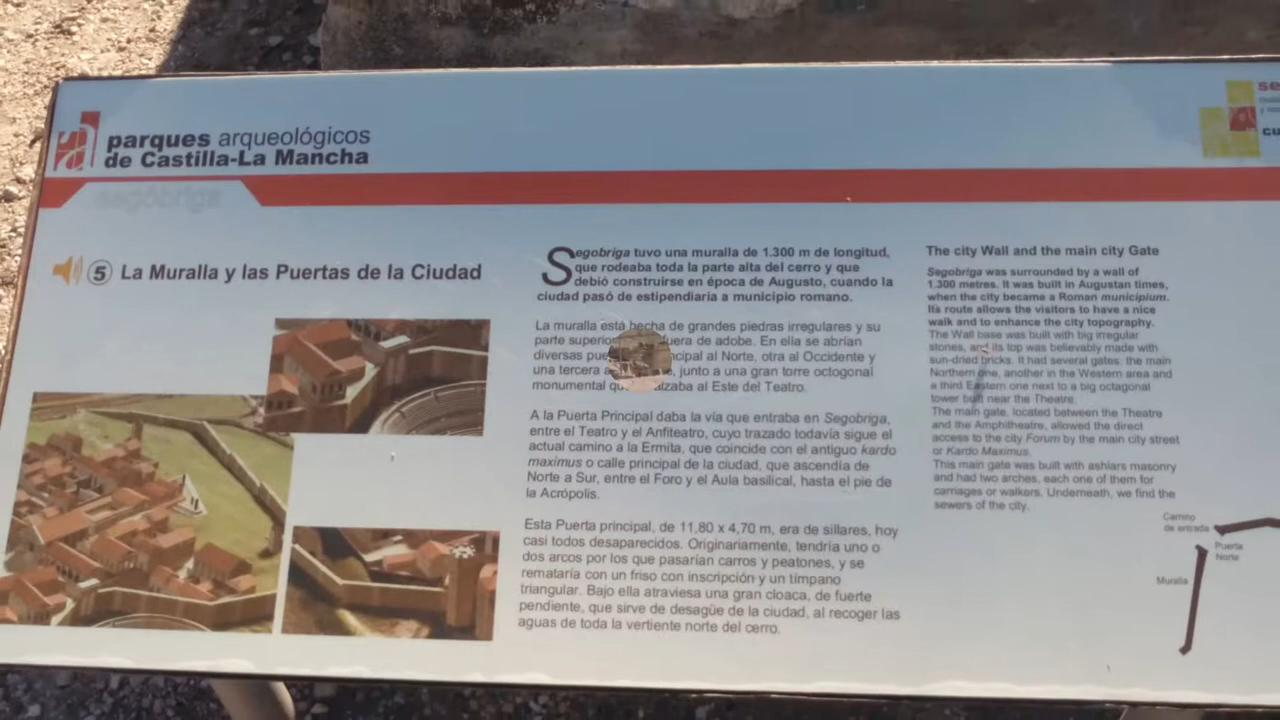 parques arqueológicos
de Castilla-La Mancha
segóbriga
se
cu
5 La Muralla y las Puertas de la Ciudad
Segobriga tuvo una muralla de 1.300 m de longitud,
que rodeaba toda la parte alta del cerro y que
debió construirse en época de Augusto, cuando la
ciudad pasó de estipendiaria a municipio romano.
La muralla está hecha de grandes piedras irregulares y su
parte superior fuera de adobe. En ella se abrían
diversas al Norte, otra al Occidente y
una tercera junto a una gran torre octogonal
monumental al Este del Teatro.
A la Puerta Principal daba la vía que entraba en Segobriga,
entre el Teatro y el Anfiteatro, cuyo trazado todavía sigue el
actual camino a la Ermita, que coincide con el antiguo kardo
maximus o calle principal de la ciudad, que ascendía de
Norte a Sur, entre el Foro y el Aula basilical, hasta el pie de
la Acrópolis.
Esta Puerta principal, de 11,80 x 4,70 m, era de sillares, hoy
casi todos desaparecidos. Originariamente, tendría uno o
dos arcos por los que pasarían carros y peatones, y se
remataría con un friso con inscripción y un tímpano
triangular. Bajo ella atraviesa una gran cloaca, de fuerte
pendiente, que sirve de desagüe de la ciudad, al recoger las
aguas de toda la vertiente norte del cerro.
The city Wall and the main city Gate
Segobriga was surrounded by a wall of
1.300 metres. It was built in Augustan times,
when the city became a Roman municipium.
Its route allows the visitors to have a nice
walk and to enhance the city topography.
The Wall base was built with big irregular
stones, and its top was believably made with
sun-dried bricks. It had several gates: the main
Northern one, another in the Western area and
a third Eastern one next to a big octagonal
tower built near the Theatre.
The main gate, located between the Theatre
and the Amphitheatre, allowed the direct
access to the city Forum by the main city street
or Kardo Maximus.
This main gate was built with ashlars masonry
and had two arches, each one of them for
carriages or walkers. Underneath, we find the
sewers of the city.
Camino
de entrada
Puerta
Norte
Muralla